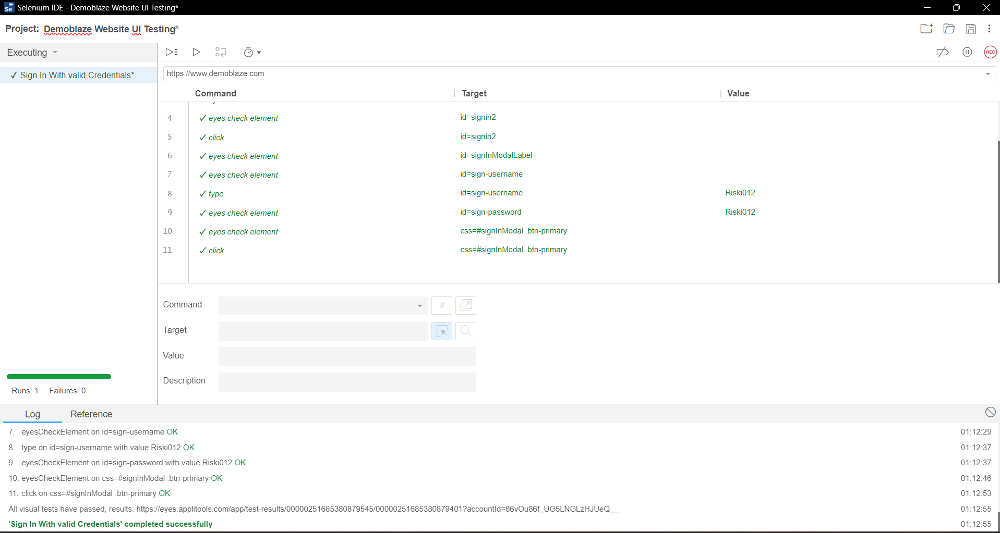 Selenium IDE - Demoblaze Website UI Testing*
Project: Demoblaze Website UI Testing*
Executing
REC
✓ Sign In With valid Credentials*
https://www.demoblaze.com
Command Target Value
4 ✓ eyes check element id=signin2
5 ✓ click id=signin2
6 ✓ eyes check element id=signInModalLabel
7 ✓ eyes check element id=sign-username
8 ✓ type id=sign-username Riski012
9 ✓ eyes check element id=sign-password Riski012
10 ✓ eyes check element css=#signInModal .btn-primary
11 ✓ click css=#signInModal .btn-primary
Command //
Target
Value
Description
Runs: 1 Failures: 0
Log Reference
7. eyesCheckElement on id=sign-username OK 01:12:29
8. type on id=sign-username with value Riski012 OK 01:12:37
9. eyesCheckElement on id=sign-password with value Riski012 OK 01:12:37
10. eyesCheckElement on css=#signInModal .btn-primary OK 01:12:46
11. click on css=#signInModal .btn-primary OK 01:12:53
All visual tests have passed, results: https://eyes.applitools.com/app/test-results/00000251685380879545/00000251685380879401?accountId=86vOu86f_UG5LNGLzHJUeQ__ 01:12:55
'Sign In With valid Credentials' completed successfully 01:12:55